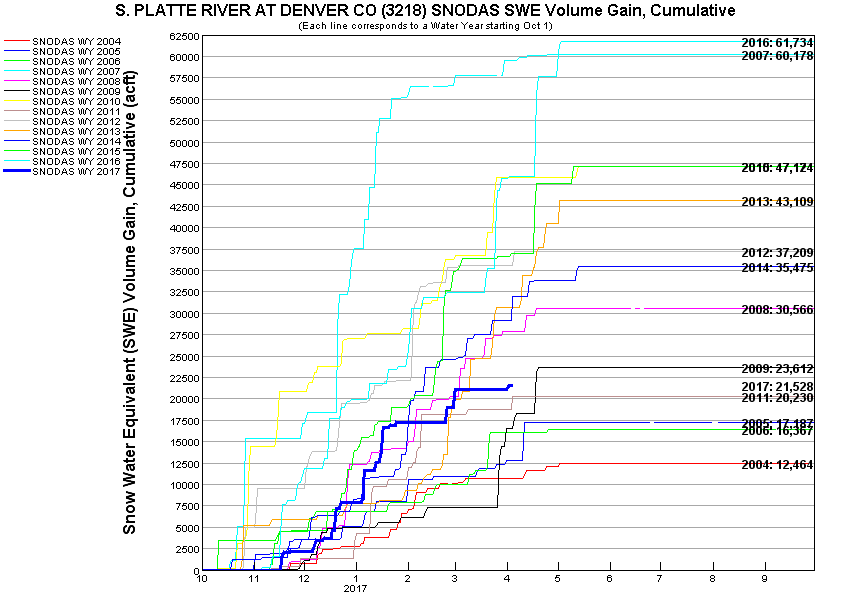 S. PLATTE RIVER AT DENVER CO (3218) SNODAS SWE Volume Gain, Cumulative
(Each line corresponds to a Water Year starting Oct 1)
SNODAS WY 2004
SNODAS WY 2005
SNODAS WY 2006
SNODAS WY 2007
SNODAS WY 2008
SNODAS WY 2009
SNODAS WY 2010
SNODAS WY 2011
SNODAS WY 2012
SNODAS WY 2013
SNODAS WY 2014
SNODAS WY 2015
SNODAS WY 2016
SNODAS WY 2017
Snow Water Equivalent (SWE) Volume Gain, Cumulative (acft)
62500
60000
57500
55000
52500
50000
47500
45000
42500
40000
37500
35000
32500
30000
27500
25000
22500
20000
17500
15000
12500
10000
7500
5000
2500
0
2016: 61,734
2007: 60,178
47,124
2013: 43,109
2012: 37,209
2014: 35,475
2008: 30,566
2009: 23,612
2017: 21,528
2011: 20,230
2005: 17,187
2006: 16,367
2004: 12,464
10 11 12 1 2 3 4 5 6 7 8 9
2017